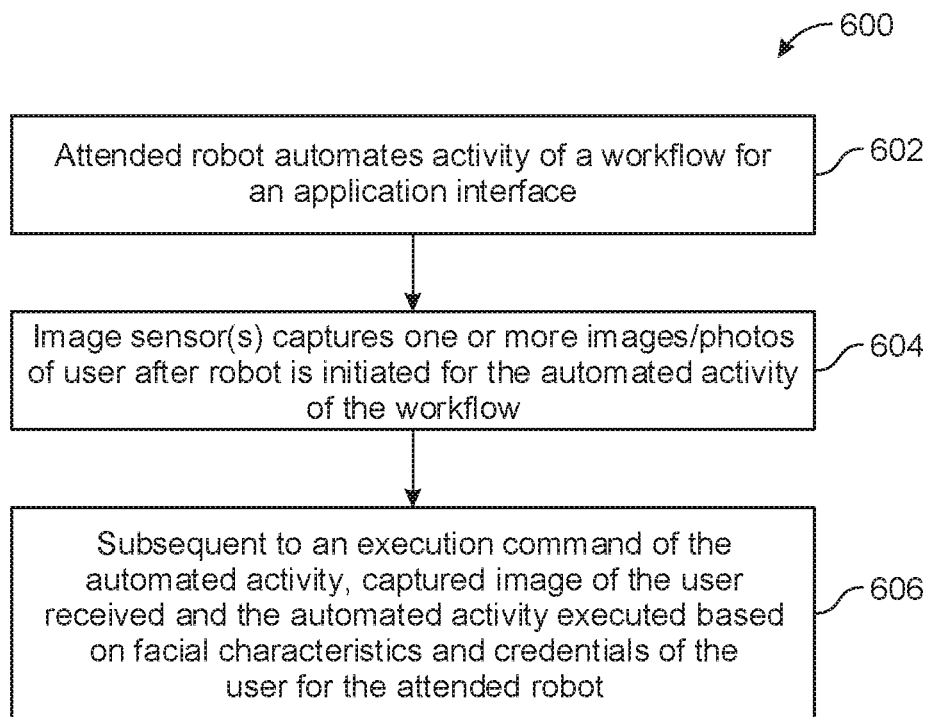 600
Attended robot automates activity of a workflow for
an application interface
602
Image sensor(s) captures one or more images/photos
of user after robot is initiated for the automated activity
of the workflow
604
Subsequent to an execution command of the
automated activity, captured image of the user
received and the automated activity executed based
on facial characteristics and credentials of the
user for the attended robot
606